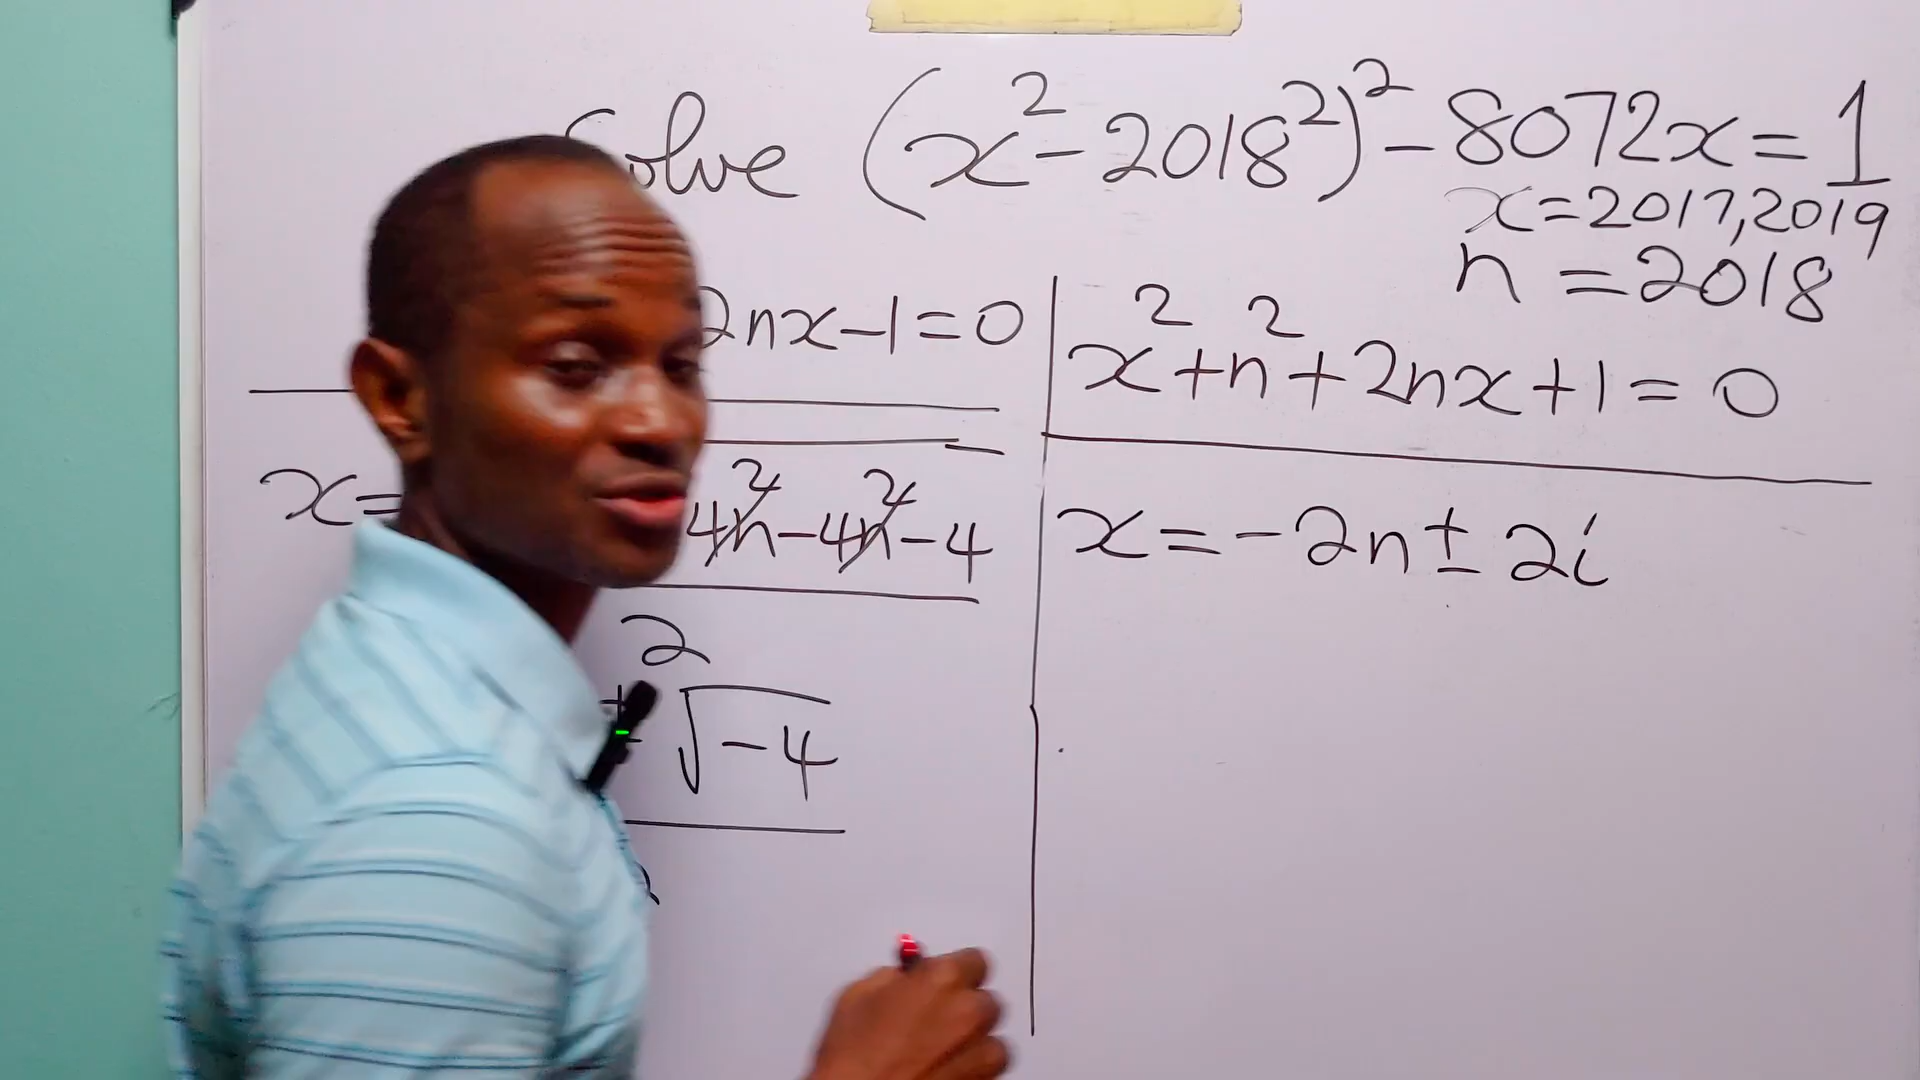 Solve (x²-2018²)²-8072x=1
x=2017,2019
n=2018
2nx-1=0
x²+n²+2nx+1=0
x=
4n²-4n²-4
x=-2n±2i
2
± √-4